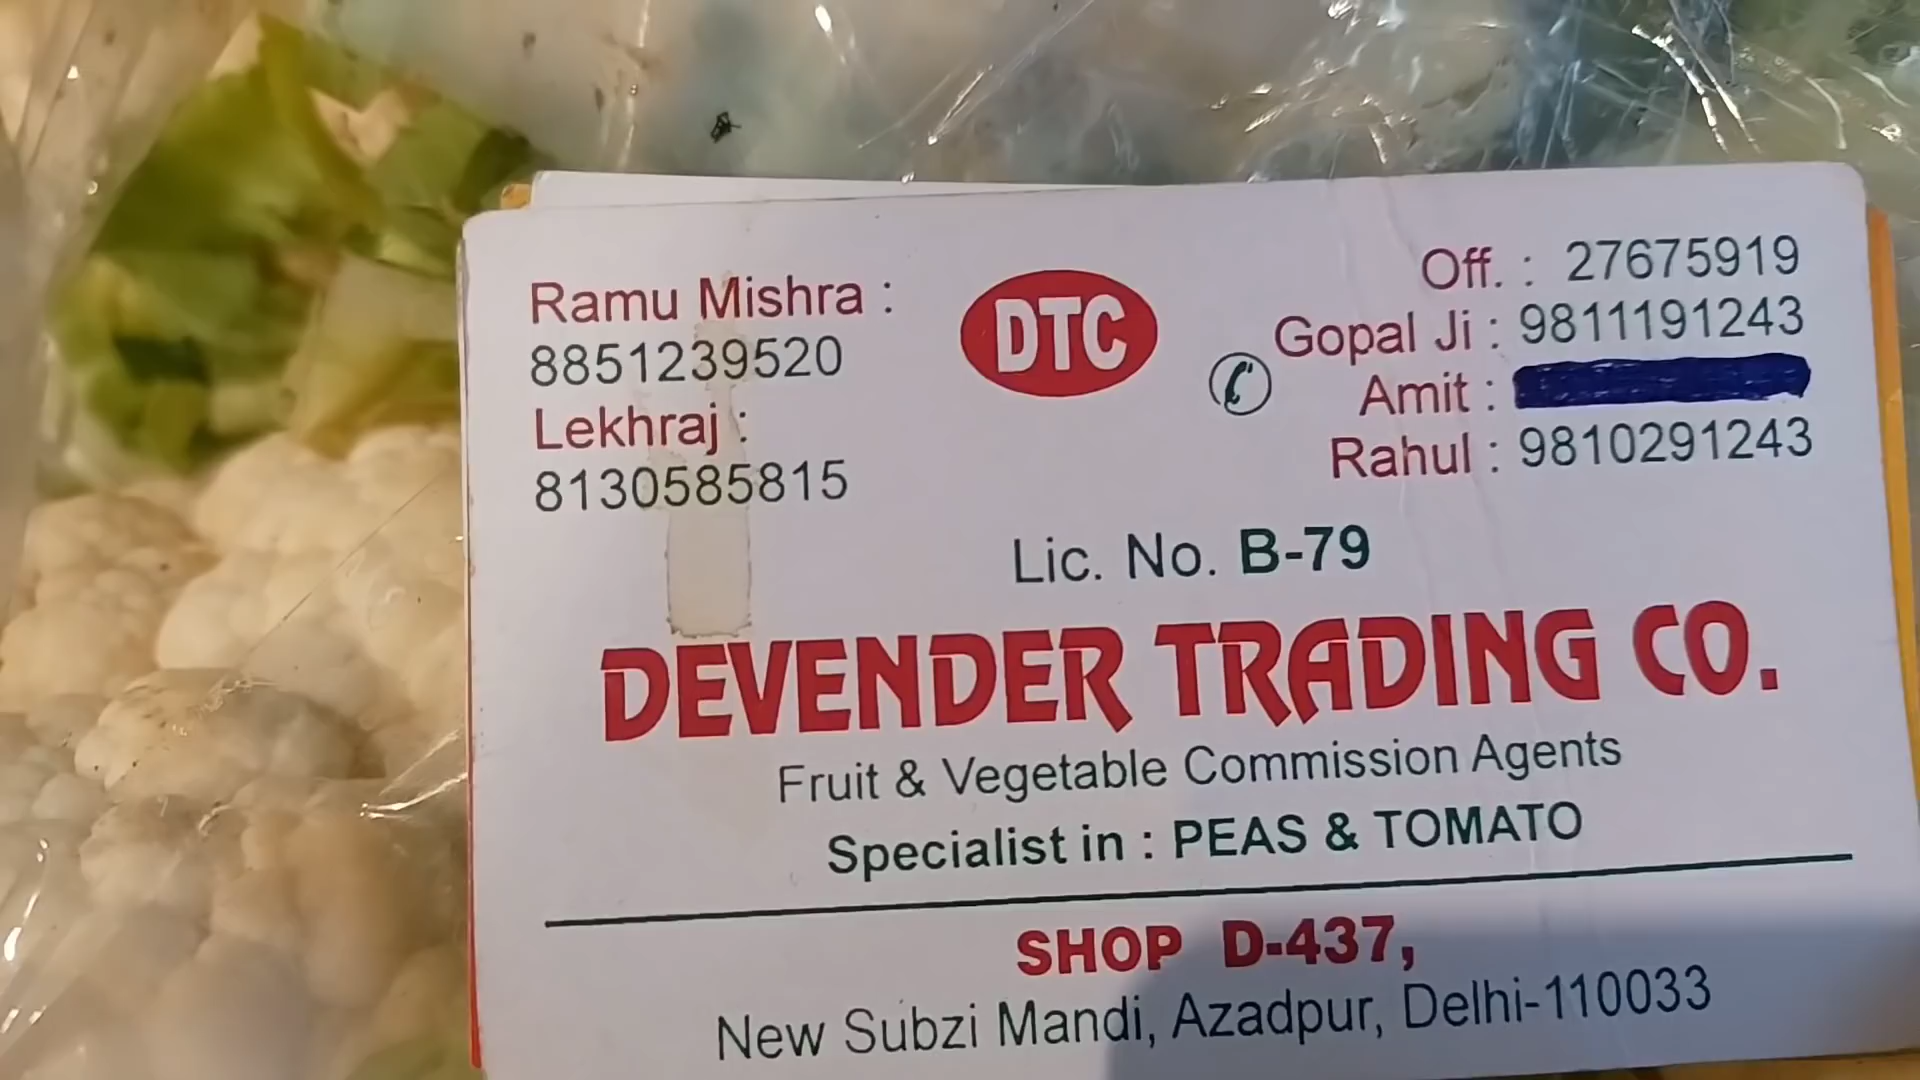 Ramu Mishra :
8851239520
Lekhraj :
8130585815
DTC
Off. : 27675919
Gopal Ji : 9811191243
Amit :
Rahul : 9810291243
Lic. No. B-79
DEVENDER TRADING CO.
Fruit & Vegetable Commission Agents
Specialist in : PEAS & TOMATO
SHOP D-437,
New Subzi Mandi, Azadpur, Delhi-110033